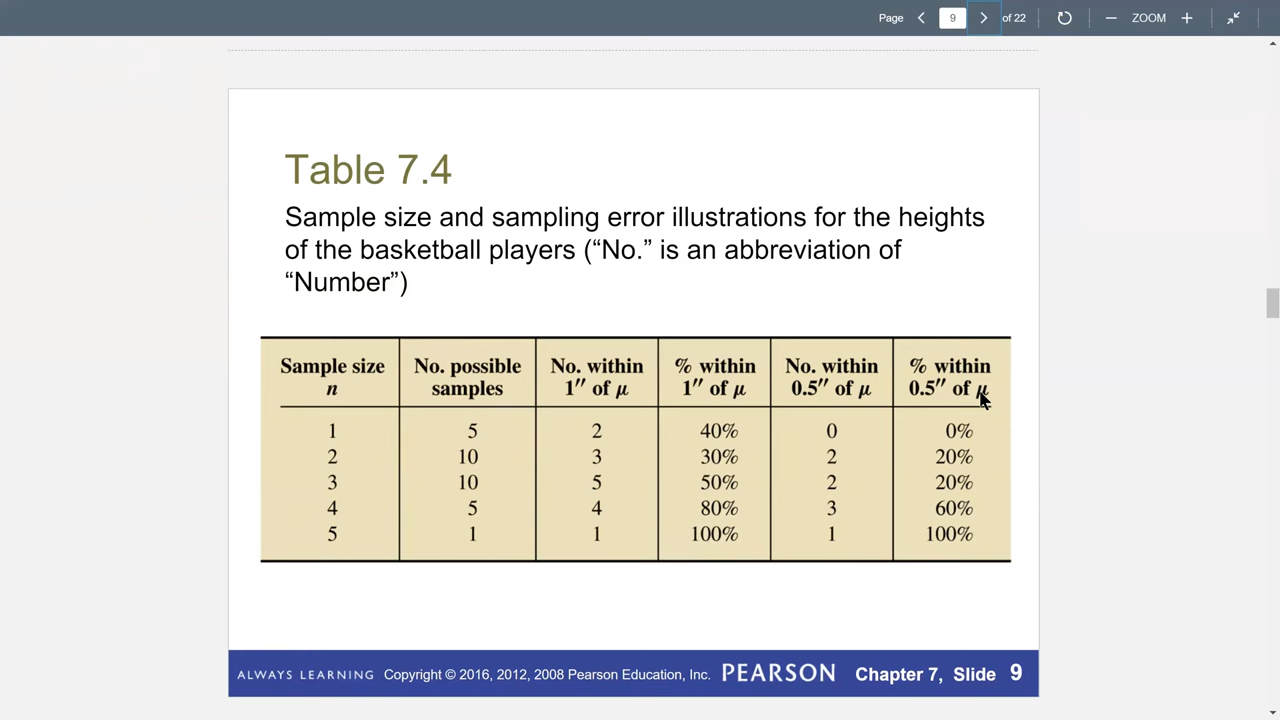 Page 9 of 22 ZOOM
Table 7.4
Sample size and sampling error illustrations for the heights
of the basketball players (“No.” is an abbreviation of
“Number”)
Sample size n No. possible samples No. within 1″ of μ % within 1″ of μ No. within 0.5″ of μ % within 0.5″ of μ
1 5 2 40% 0 0%
2 10 3 30% 2 20%
3 10 5 50% 2 20%
4 5 4 80% 3 60%
5 1 1 100% 1 100%
ALWAYS LEARNING Copyright © 2016, 2012, 2008 Pearson Education, Inc. PEARSON Chapter 7, Slide 9